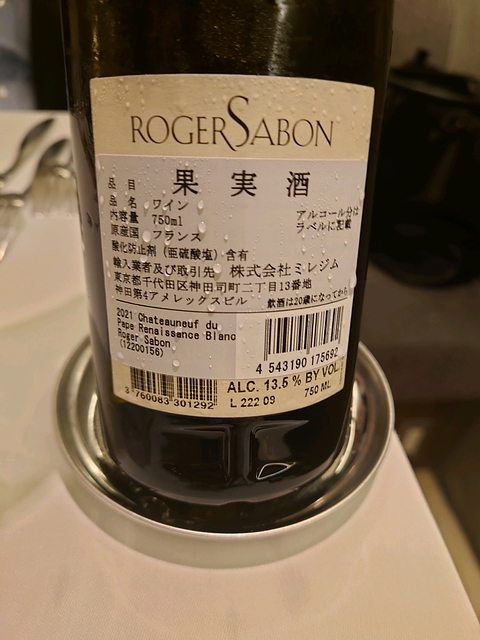 ROGER SABON
品目 果実酒
品名 ワイン
内容量 750ml
アルコール分は
ラベルに記載
原産国 フランス
酸化防止剤 (亜硫酸塩) 含有
輸入業者及び取引先 株式会社ミレジム
東京都千代田区神田司町二丁目13番地
神田第4アメレックスビル
飲酒は20歳になってから
2021 Chateauneuf du
Pape Renaissance Blanc
Roger Sabon
(12200156)
4 543190 175692
3 760083 301292
ALC. 13.5 % BY VOL
L 222 09
750 ML